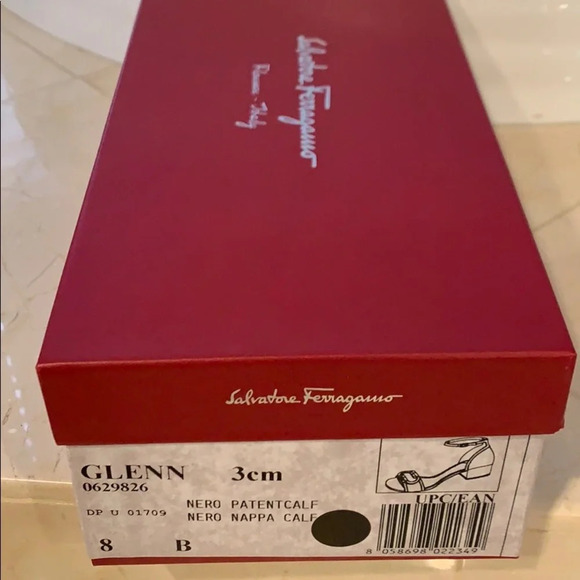 Salvatore Ferragamo
Firenze - Italy
Salvatore Ferragamo
GLENN 3cm
0629826
UPC/EAN
NERO PATENTCALF
DP U 01709 NERO NAPPA CALF
8 B
8 058698 022349